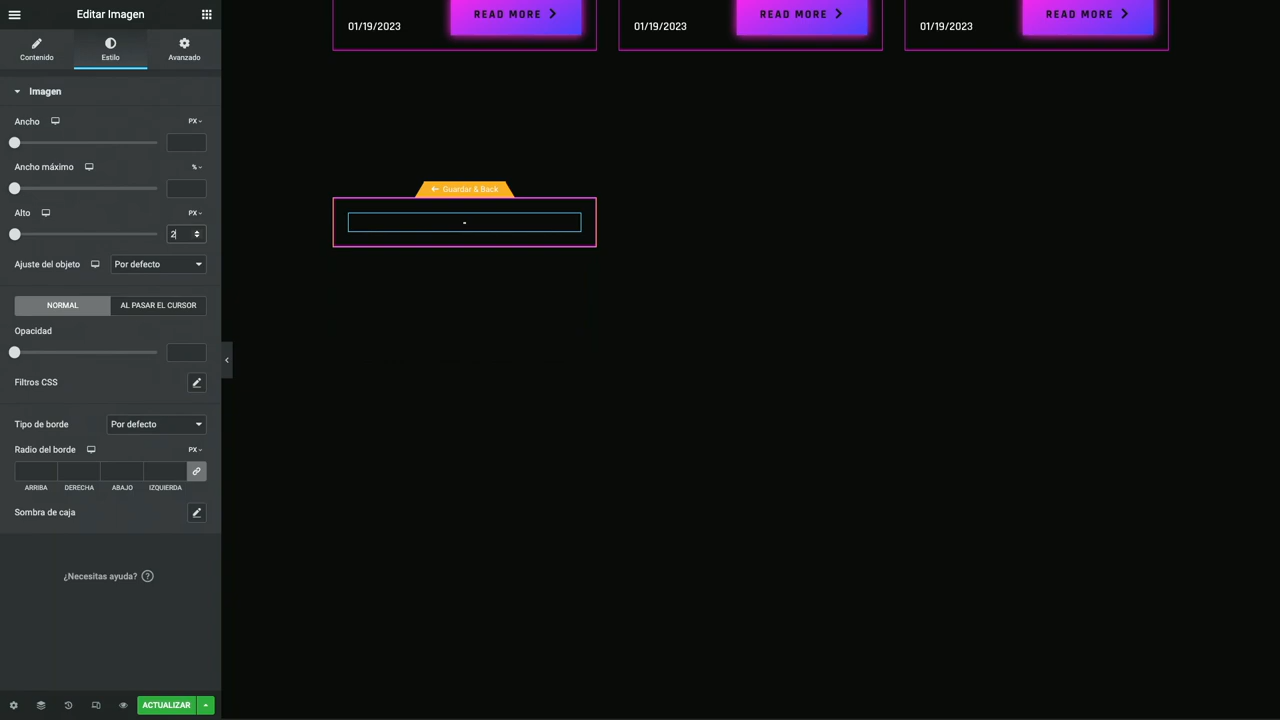 Editar Imagen
Contenido
Estilo
Avanzado
Imagen
Ancho
PX
Ancho máximo
%
Alto
PX
2
Ajuste del objeto
Por defecto
NORMAL
AL PASAR EL CURSOR
Opacidad
Filtros CSS
Tipo de borde
Por defecto
Radio del borde
PX
ARRIBA
DERECHA
ABAJO
IZQUIERDA
Sombra de caja
¿Necesitas ayuda? ?
ACTUALIZAR
READ MORE
01/19/2023
READ MORE
01/19/2023
READ MORE
01/19/2023
Guardar & Back